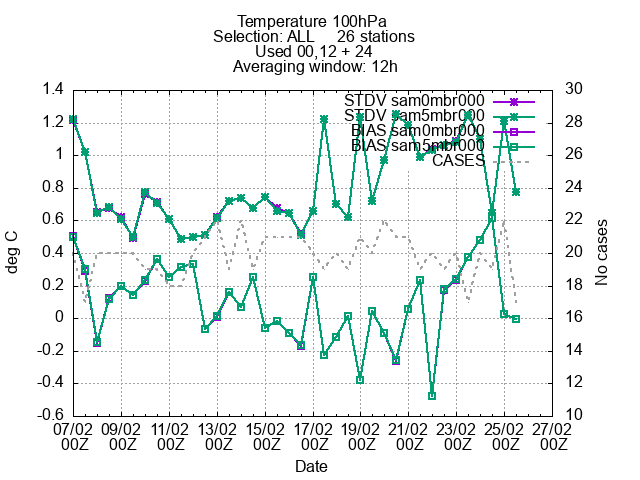 Temperature 100hPa
Selection: ALL 26 stations
Used 00,12 + 24
Averaging window: 12h
STDV sam0mbr000
STDV sam5mbr000
BIAS sam0mbr000
BIAS sam5mbr000
CASES
1.4
1.2
1
0.8
0.6
0.4
0.2
0
-0.2
-0.4
-0.6
deg C
30
28
26
24
22
20
18
16
14
12
10
No cases
07/02 09/02 11/02 13/02 15/02 17/02 19/02 21/02 23/02 25/02 27/02
00Z 00Z 00Z 00Z 00Z 00Z 00Z 00Z 00Z 00Z 00Z
Date